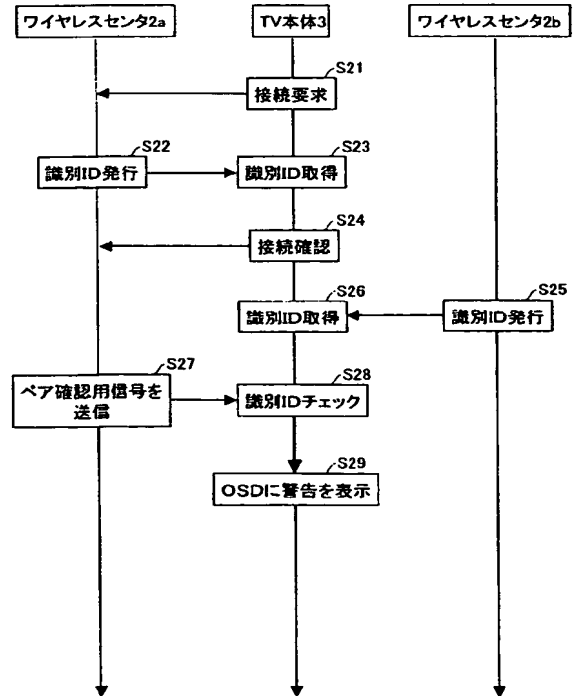 ワイヤレスセンタ2a
TV本体3
ワイヤレスセンタ2b
S21
接続要求
S22
識別ID発行
S23
識別ID取得
S24
接続確認
S25
識別ID発行
S26
識別ID取得
S27
ペア確認用信号を
送信
S28
識別IDチェック
S29
OSDに警告を表示